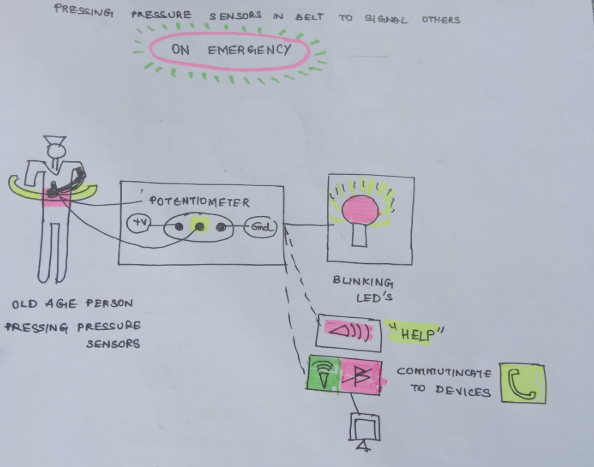 PRESSING PRESSURE SENSORS IN BELT TO SIGNAL OTHERS
ON EMERGENCY
POTENTIOMETER
+V
Gnd
BLINKING
LED'S
OLD AGE PERSON
PRESSING PRESSURE
SENSORS
"HELP"
COMMUTINCATE
TO DEVICES